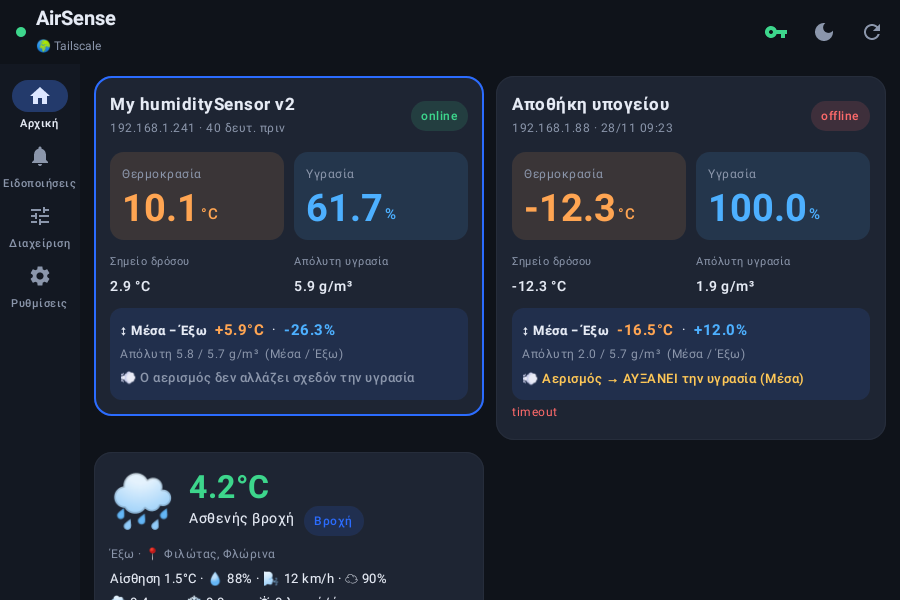 AirSense
🌍 Tailscale
Αρχική
Ειδοποιήσεις
Διαχείριση
Ρυθμίσεις
My humiditySensor v2
192.168.1.241 · 40 δευτ. πριν
online
Θερμοκρασία
10.1 °C
Υγρασία
61.7 %
Σημείο δρόσου
2.9 °C
Απόλυτη υγρασία
5.9 g/m³
↕ Μέσα − Έξω +5.9°C · -26.3%
Απόλυτη 5.8 / 5.7 g/m³ (Μέσα / Έξω)
💨 Ο αερισμός δεν αλλάζει σχεδόν την υγρασία
Αποθήκη υπογείου
192.168.1.88 · 28/11 09:23
offline
Θερμοκρασία
-12.3 °C
Υγρασία
100.0 %
Σημείο δρόσου
-12.3 °C
Απόλυτη υγρασία
1.9 g/m³
↕ Μέσα − Έξω -16.5°C · +12.0%
Απόλυτη 2.0 / 5.7 g/m³ (Μέσα / Έξω)
💨 Αερισμός → ΑΥΞΑΝΕΙ την υγρασία (Μέσα)
timeout
4.2°C
Ασθενής βροχή
Βροχή
Έξω · 📍 Φιλώτας, Φλώρινα
Αίσθηση 1.5°C · 💧 88% · 🌬 12 km/h · ☁ 90%